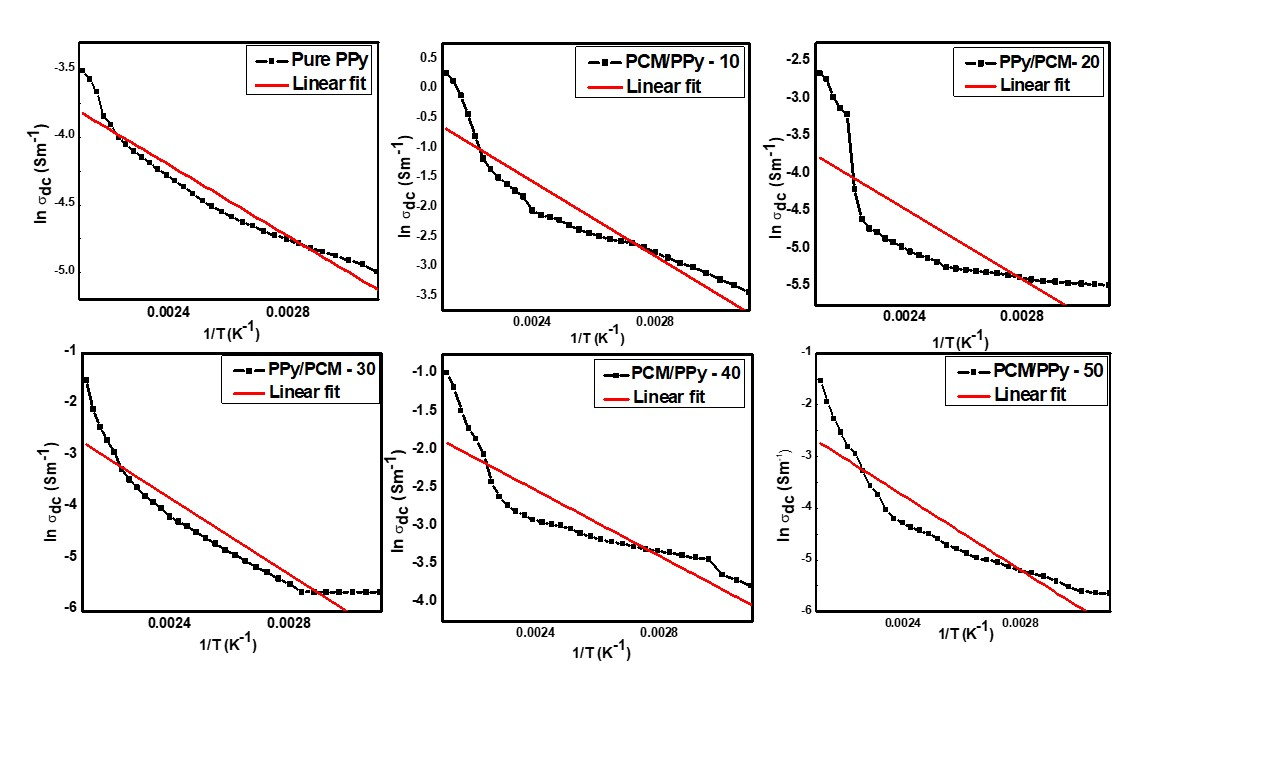 Pure PPy
Linear fit
-3.5
-4.0
-4.5
-5.0
ln σdc (Sm-1)
0.0024 0.0028
1/T(K-1)
PCM/PPy - 10
Linear fit
0.5
0.0
-0.5
-1.0
-1.5
-2.0
-2.5
-3.0
-3.5
ln σdc (Sm-1)
0.0024 0.0028
1/T(K-1)
PPy/PCM- 20
Linear fit
-2.5
-3.0
-3.5
-4.0
-4.5
-5.0
-5.5
ln σdc (Sm-1)
0.0024 0.0028
1/T(K-1)
PPy/PCM - 30
Linear fit
-1
-2
-3
-4
-5
-6
ln σdc (Sm-1)
0.0024 0.0028
1/T(K-1)
PCM/PPy - 40
Linear fit
-1.0
-1.5
-2.0
-2.5
-3.0
-3.5
-4.0
ln σdc (Sm-1)
0.0024 0.0028
1/T(K-1)
PCM/PPy - 50
Linear fit
-1
-2
-3
-4
-5
-6
ln σdc (Sm-1)
0.0024 0.0028
1/T(K-1)